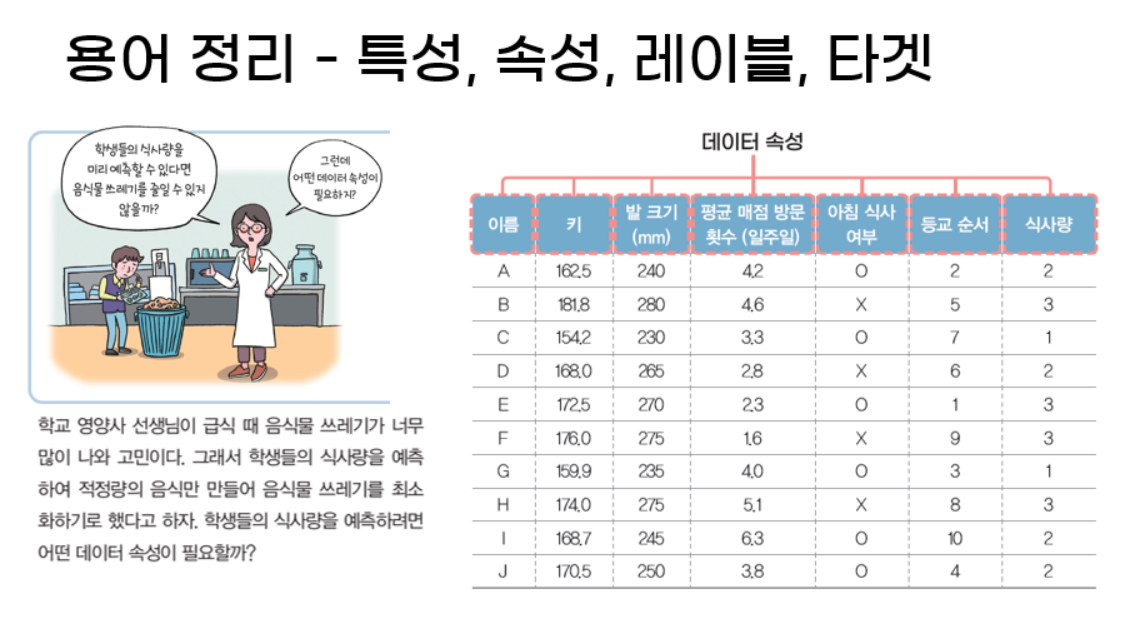 용어 정리 - 특성, 속성, 레이블, 타겟
학생들의 식사량을
미리 예측할 수 있다면
음식물 쓰레기를 줄일 수 있지
않을까?
그런데
어떤 데이터 속성이
필요하지?
학교 영양사 선생님이 급식 때 음식물 쓰레기가 너무
많이 나와 고민이다. 그래서 학생들의 식사량을 예측
하여 적정량의 음식만 만들어 음식물 쓰레기를 최소
화하기로 했다고 하자. 학생들의 식사량을 예측하려면
어떤 데이터 속성이 필요할까?
데이터 속성
이름 키 발 크기 (mm) 평균 매점 방문 횟수 (일주일) 아침 식사 여부 등교 순서 식사량
A 162.5 240 4.2 O 2 2
B 181.8 280 4.6 X 5 3
C 154.2 230 3.3 O 7 1
D 168.0 265 2.8 X 6 2
E 172.5 270 2.3 O 1 3
F 176.0 275 1.6 X 9 3
G 159.9 235 4.0 O 3 1
H 174.0 275 5.1 X 8 3
I 168.7 245 6.3 O 10 2
J 170.5 250 3.8 O 4 2